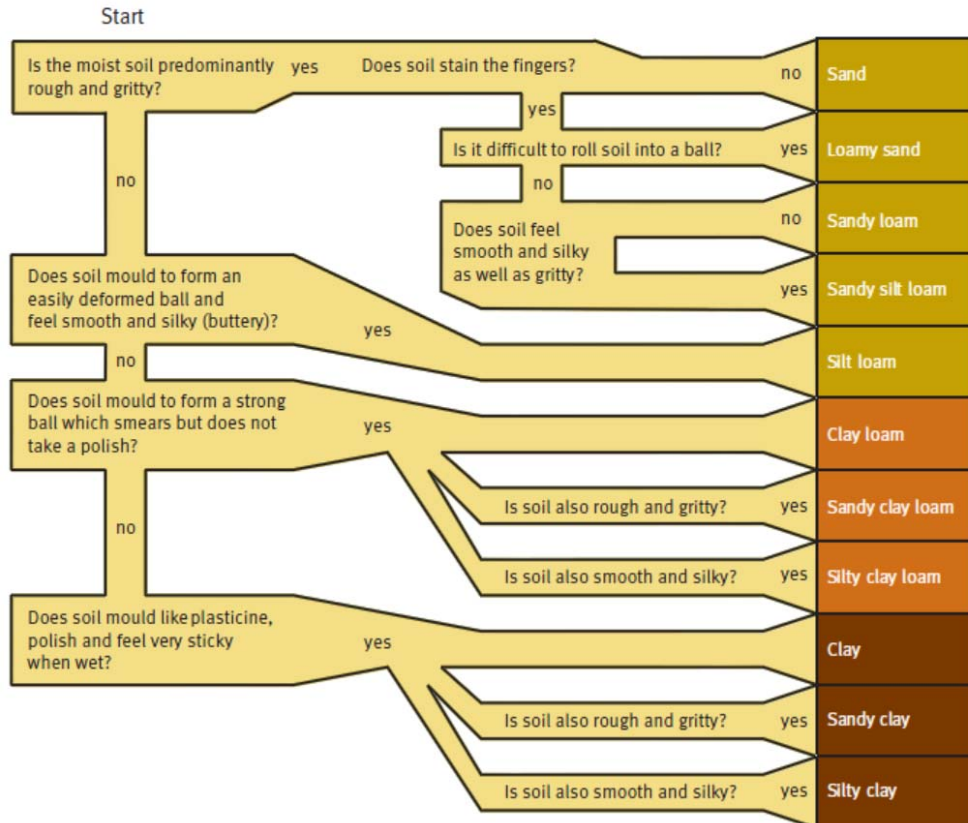 Start
Is the moist soil predominantly
rough and gritty?
yes
Does soil stain the fingers?
no
Sand
yes
Is it difficult to roll soil into a ball?
yes
Loamy sand
no
no
Does soil feel
smooth and silky
as well as gritty?
no
Sandy loam
yes
Sandy silt loam
Does soil mould to form an
easily deformed ball and
feel smooth and silky (buttery)?
yes
Silt loam
no
Does soil mould to form a strong
ball which smears but does not
take a polish?
yes
Clay loam
Is soil also rough and gritty?
yes
Sandy clay loam
no
Is soil also smooth and silky?
yes
Silty clay loam
Does soil mould like plasticine,
polish and feel very sticky
when wet?
yes
Clay
Is soil also rough and gritty?
yes
Sandy clay
Is soil also smooth and silky?
yes
Silty clay